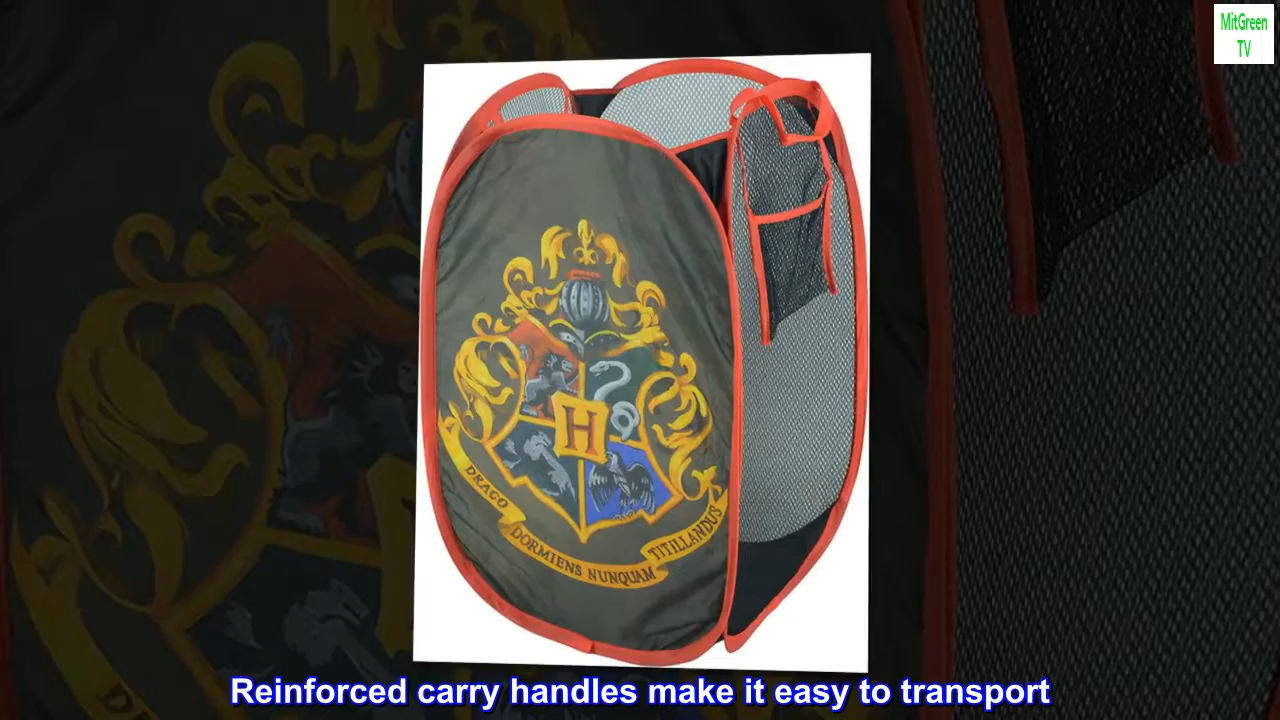 MitGreen
TV
H
DRACO
DORMIENS NUNQUAM
TITILLANDUS
Reinforced carry handles make it easy to transport